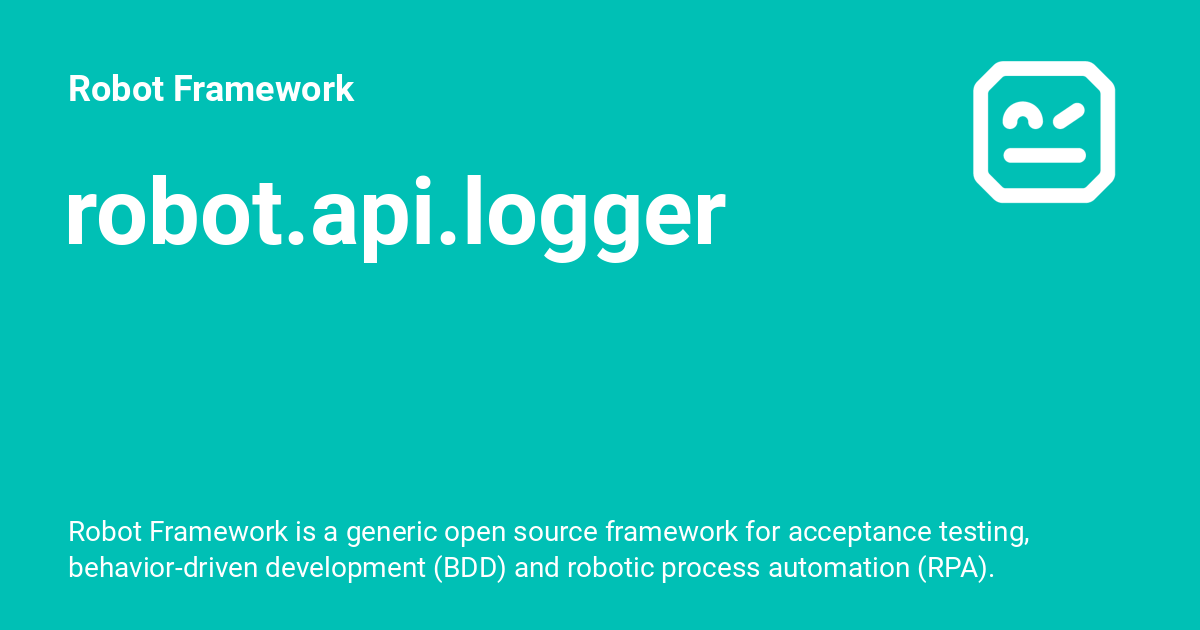 Robot Framework
robot.api.logger
Robot Framework is a generic open source framework for acceptance testing,
behavior-driven development (BDD) and robotic process automation (RPA).